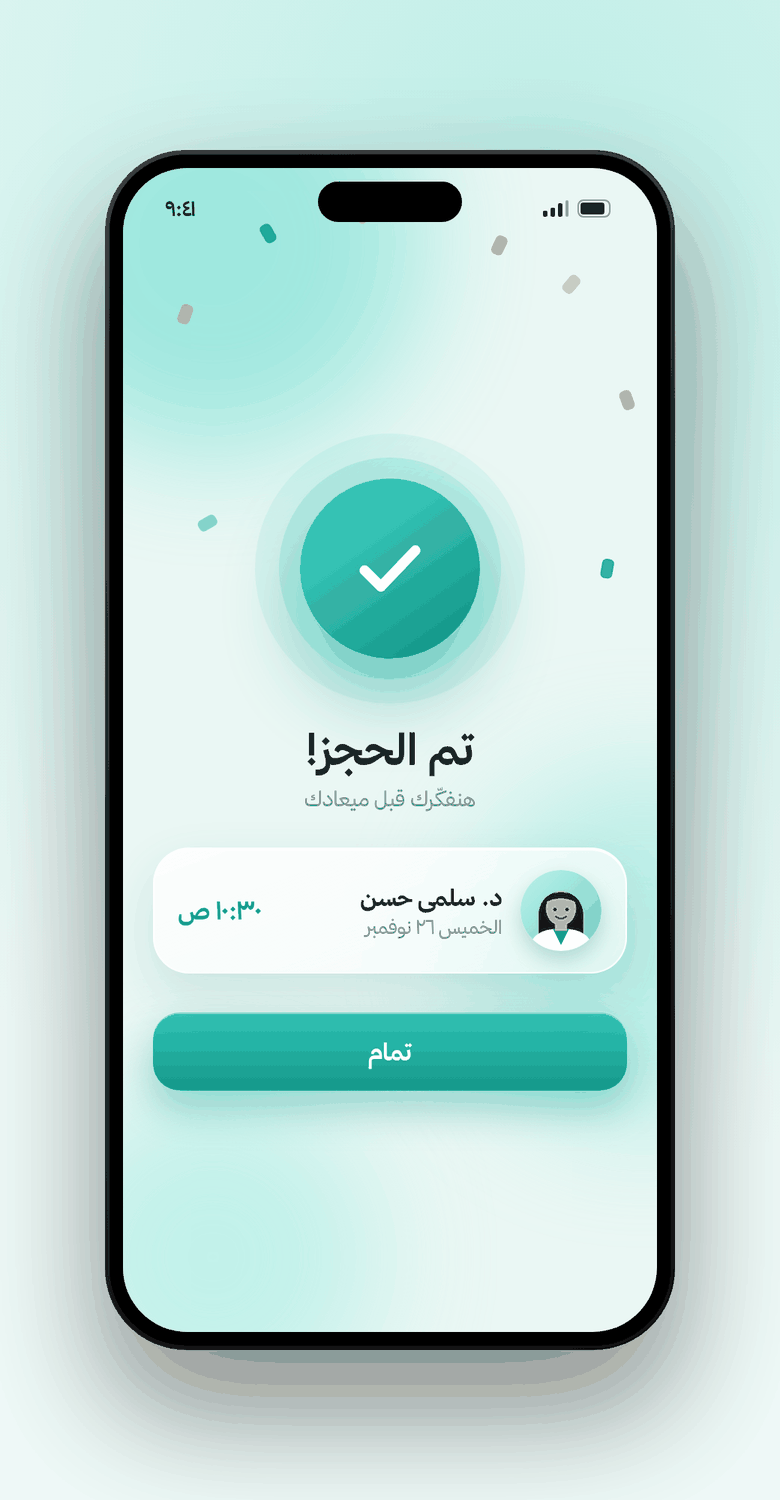 ٩:٤١
تم الحجز!
هنفكّرك قبل ميعادك
د. سلمى حسن
الخميس ٢٦ نوفمبر
١٠:٣٠ ص
تمام